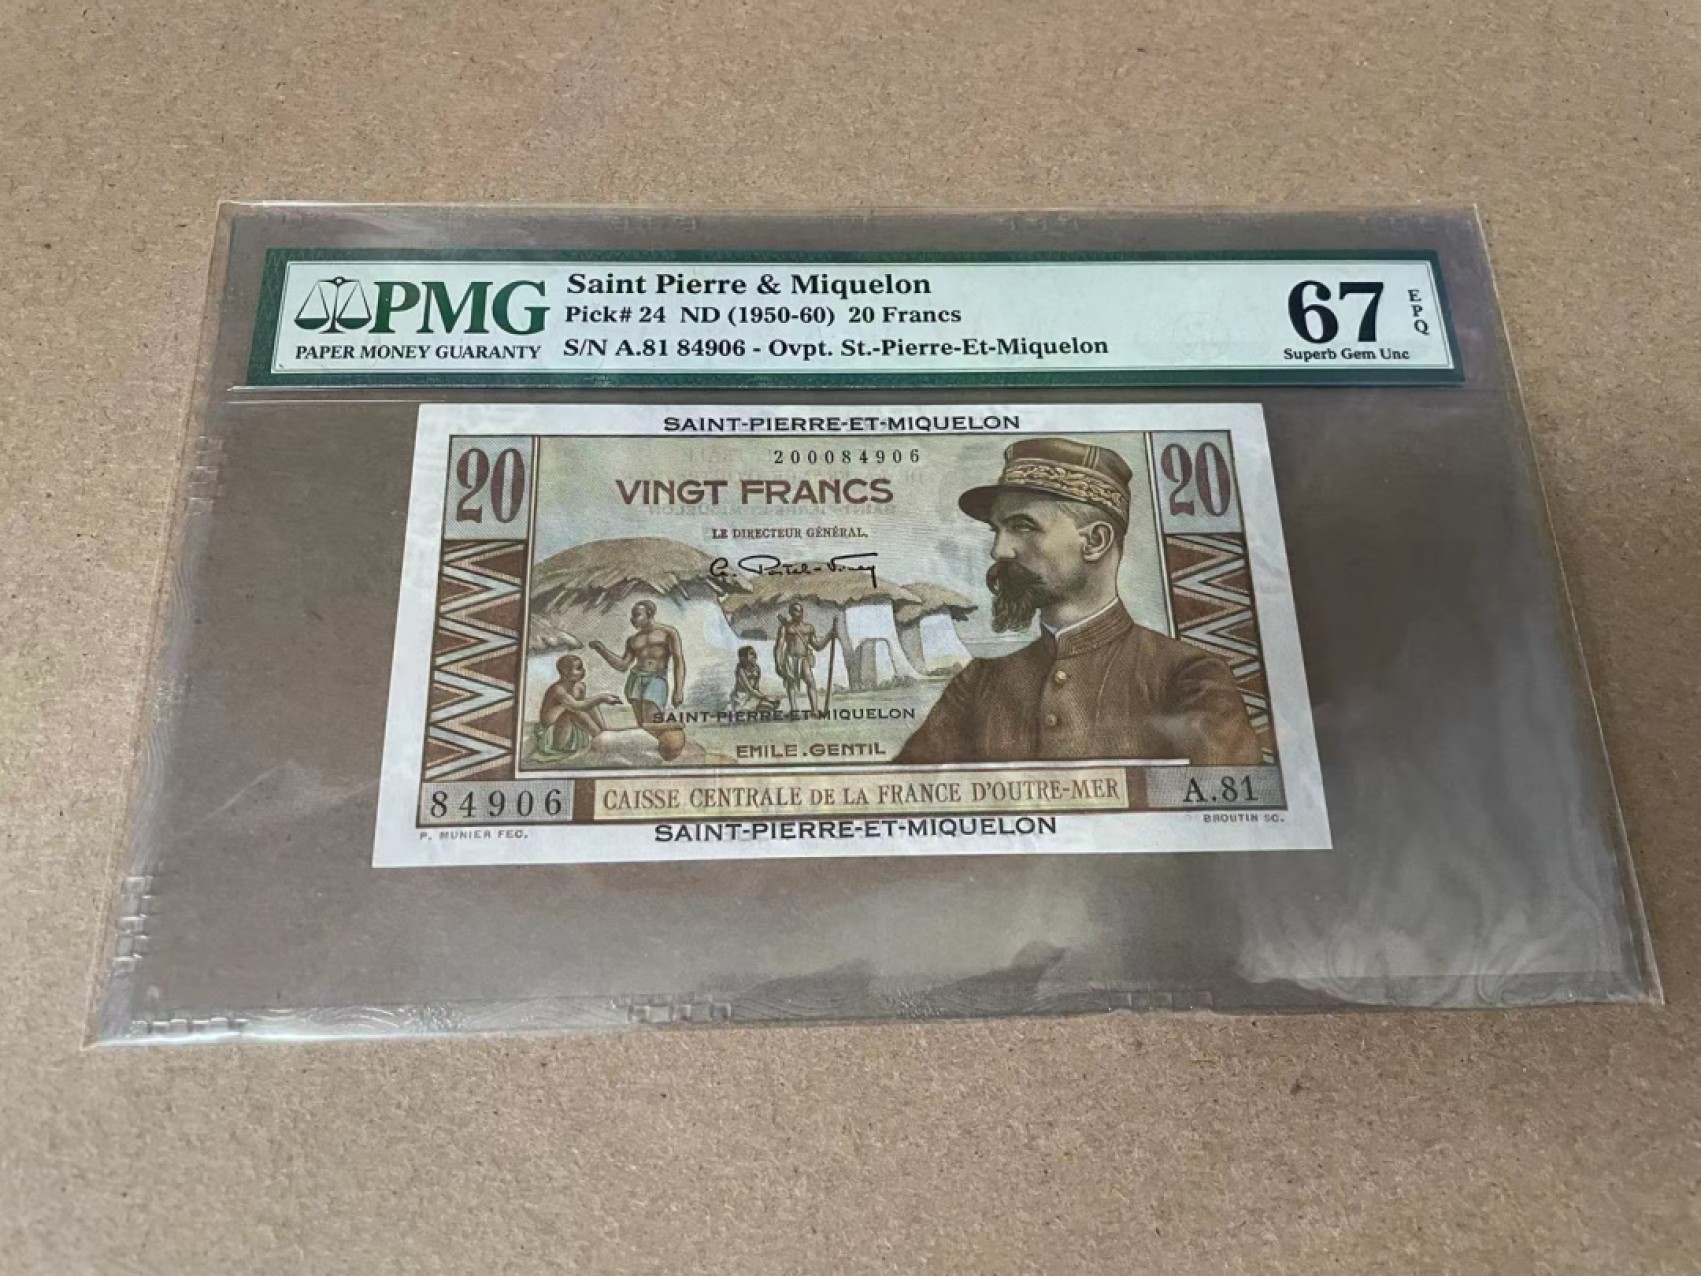 PMG
PAPER MONEY GUARANTY
Saint Pierre & Miquelon
Pick# 24 ND (1950-60) 20 Francs
S/N A.81 84906 - Ovpt. St.-Pierre-Et-Miquelon
67
EPQ
Superb Gem Unc
SAINT-PIERRE-ET-MIQUELON
20
200084906
20
VINGT FRANCS
LE DIRECTEUR GÉNÉRAL,
SAINT-PIERRE-ET-MIQUELON
EMILE.GENTIL
84906
CAISSE CENTRALE DE LA FRANCE D'OUTRE-MER
A.81
P. MUNIER FEC.
SAINT-PIERRE-ET-MIQUELON
BROUTIN SC.